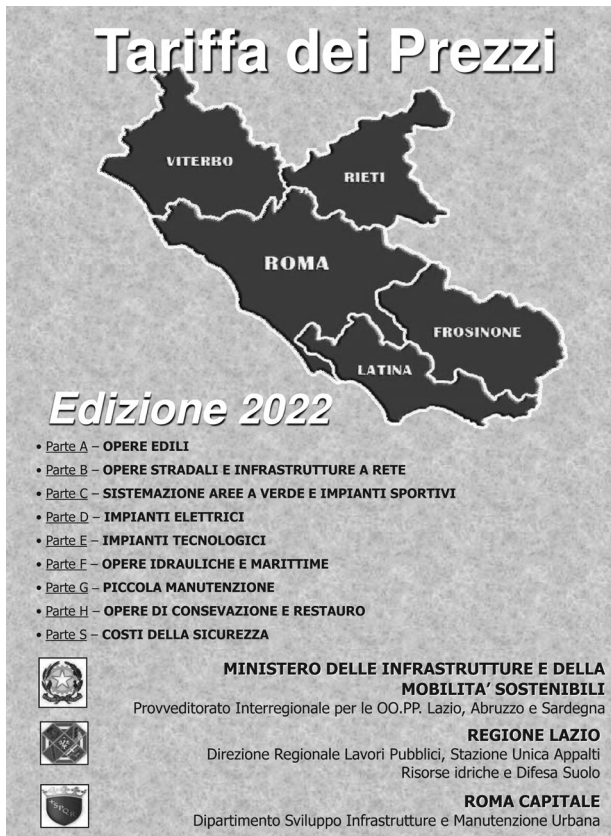 Tariffa dei Prezzi
VITERBO
RIETI
ROMA
FROSINONE
LATINA
Edizione 2022
• Parte A – OPERE EDILI
• Parte B – OPERE STRADALI E INFRASTRUTTURE A RETE
• Parte C – SISTEMAZIONE AREE A VERDE E IMPIANTI SPORTIVI
• Parte D – IMPIANTI ELETTRICI
• Parte E – IMPIANTI TECNOLOGICI
• Parte F – OPERE IDRAULICHE E MARITTIME
• Parte G – PICCOLA MANUTENZIONE
• Parte H – OPERE DI CONSEVAZIONE E RESTAURO
• Parte S – COSTI DELLA SICUREZZA
MINISTERO DELLE INFRASTRUTTURE E DELLA
MOBILITA’ SOSTENIBILI
Provveditorato Interregionale per le OO.PP. Lazio, Abruzzo e Sardegna
REGIONE LAZIO
Direzione Regionale Lavori Pubblici, Stazione Unica Appalti
Risorse idriche e Difesa Suolo
SPQR
ROMA CAPITALE
Dipartimento Sviluppo Infrastrutture e Manutenzione Urbana